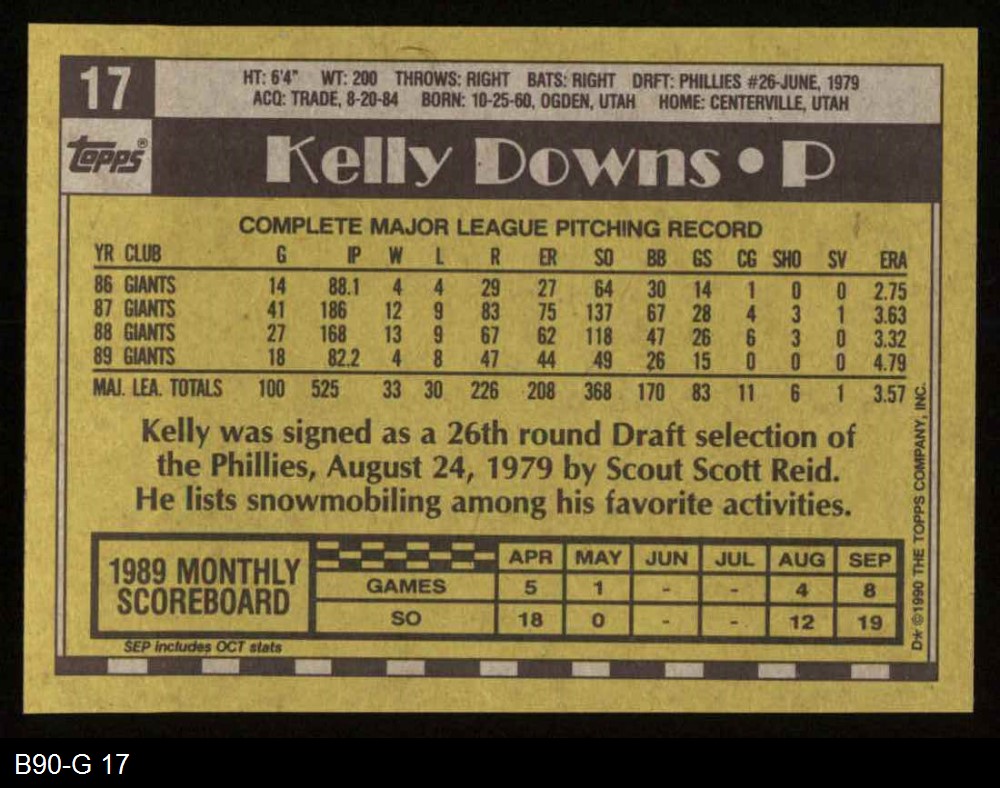 17
HT: 6'4" WT: 200 THROWS: RIGHT BATS: RIGHT DRFT: PHILLIES #26-JUNE, 1979
ACQ: TRADE, 8-20-84 BORN: 10-25-60, OGDEN, UTAH HOME: CENTERVILLE, UTAH
topps®
Kelly Downs • P
COMPLETE MAJOR LEAGUE PITCHING RECORD
YR CLUB G IP W L R ER SO BB GS CG SHO SV ERA
86 GIANTS 14 88.1 4 4 29 27 64 30 14 1 0 0 2.75
87 GIANTS 41 186 12 9 83 75 137 67 28 4 3 1 3.63
88 GIANTS 27 168 13 9 67 62 118 47 26 6 3 0 3.32
89 GIANTS 18 82.2 4 8 47 44 49 26 15 0 0 0 4.79
MAJ. LEA. TOTALS 100 525 33 30 226 208 368 170 83 11 6 1 3.57
Kelly was signed as a 26th round Draft selection of
the Phillies, August 24, 1979 by Scout Scott Reid.
He lists snowmobiling among his favorite activities.
1989 MONTHLY
SCOREBOARD
APR MAY JUN JUL AUG SEP
GAMES 5 1 - - 4 8
SO 18 0 - - 12 19
SEP includes OCT stats
D* ©1990 THE TOPPS COMPANY, INC.
B90-G 17